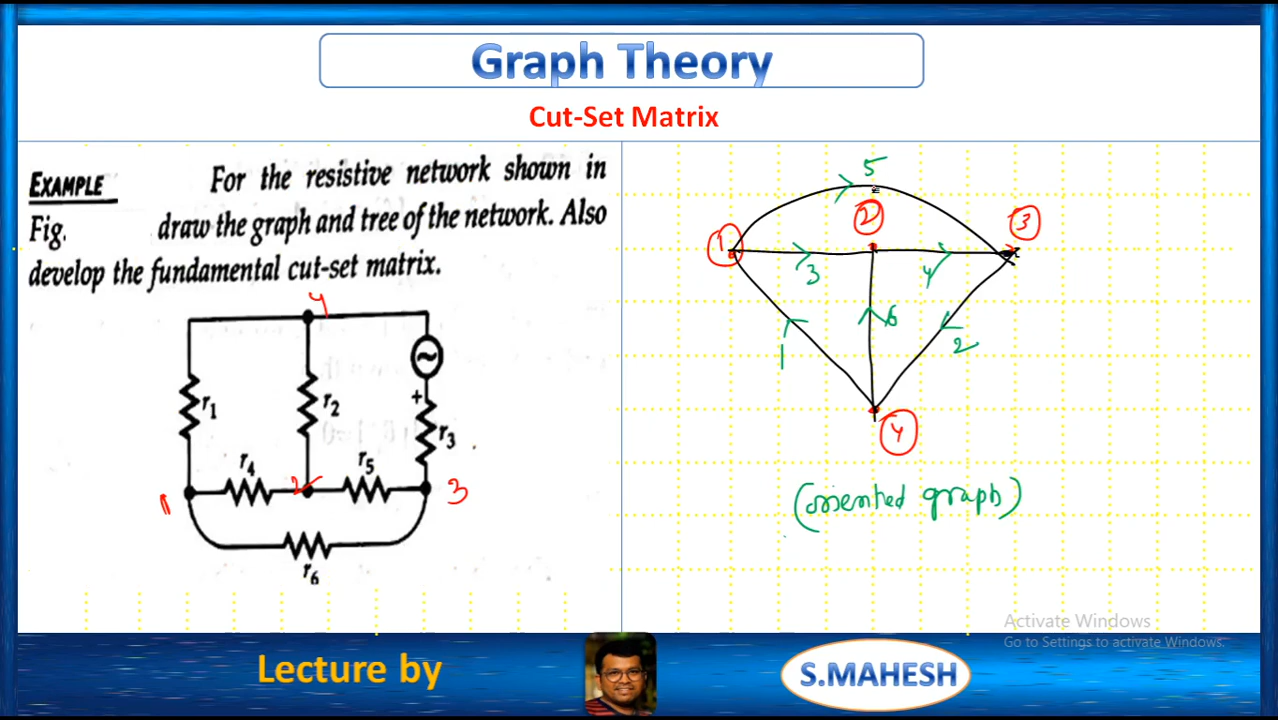 Graph Theory
Cut-Set Matrix
EXAMPLE For the resistive network shown in
Fig. draw the graph and tree of the network. Also
develop the fundamental cut-set matrix.
4
+
r1
r2
r3
r4
r5
1
2
3
r6
5
2
3
1
3
4
1
6
2
4
(oriented graph)
Activate Windows
Go to Settings to activate Windows.
Lecture by
S.MAHESH